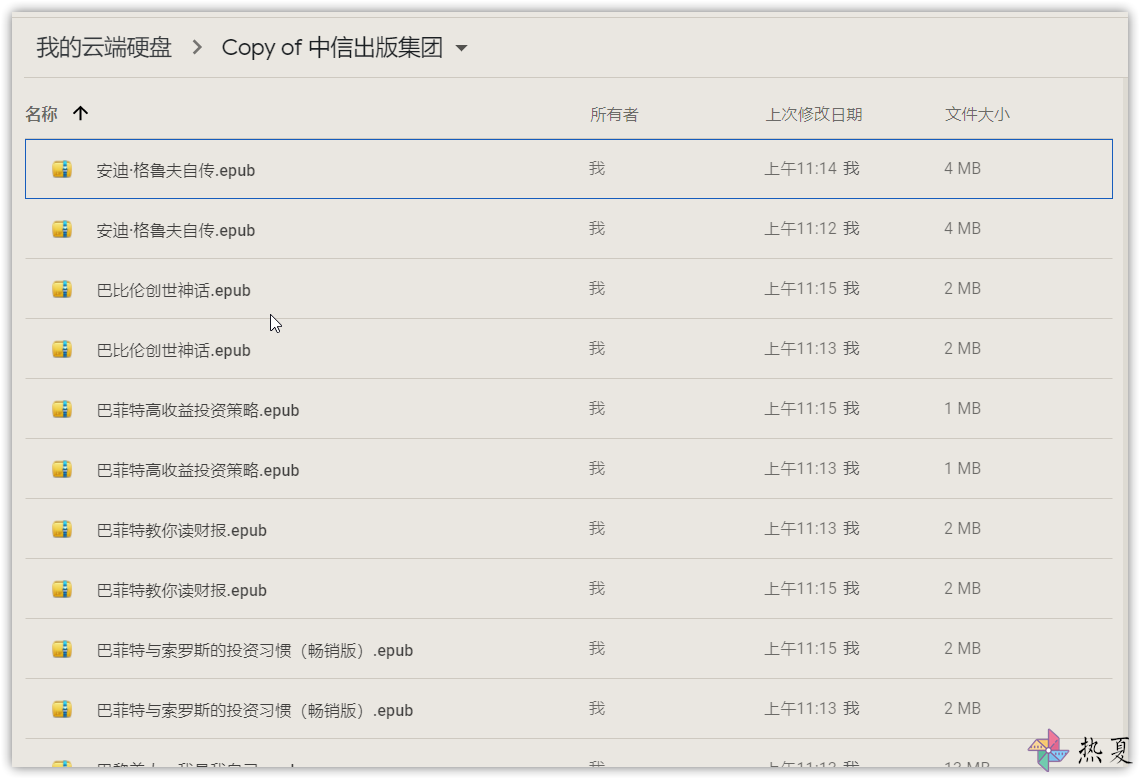 我的云端硬盘 > Copy of 中信出版集团
名称 ↑ 所有者 上次修改日期 文件大小
安迪·格鲁夫自传.epub 我 上午11:14 我 4 MB
安迪·格鲁夫自传.epub 我 上午11:12 我 4 MB
巴比伦创世神话.epub 我 上午11:15 我 2 MB
巴比伦创世神话.epub 我 上午11:13 我 2 MB
巴菲特高收益投资策略.epub 我 上午11:15 我 1 MB
巴菲特高收益投资策略.epub 我 上午11:13 我 1 MB
巴菲特教你读财报.epub 我 上午11:13 我 2 MB
巴菲特教你读财报.epub 我 上午11:15 我 2 MB
巴菲特与索罗斯的投资习惯（畅销版）.epub 我 上午11:15 我 2 MB
巴菲特与索罗斯的投资习惯（畅销版）.epub 我 上午11:13 我 2 MB
热夏